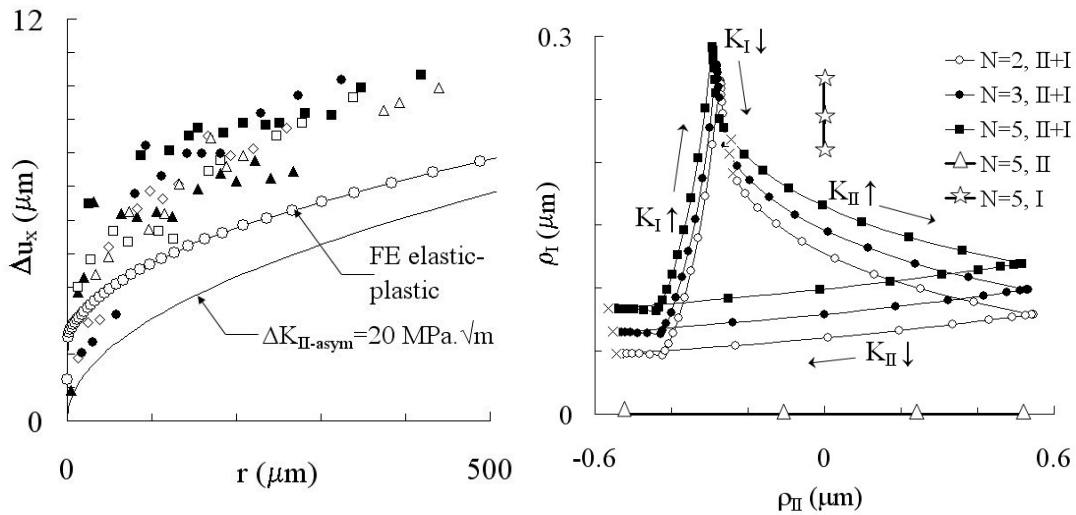 12
Δu_x (μm)
FE elastic-
plastic
ΔK_II-asym=20 MPa.√m
0
0
r (μm)
500
0.3
K_I↓
N=2, II+I
N=3, II+I
N=5, II+I
N=5, II
N=5, I
K_I↑
K_II↑
ρ_I (μm)
K_II↓
0
-0.6
0
0.6
ρ_II (μm)